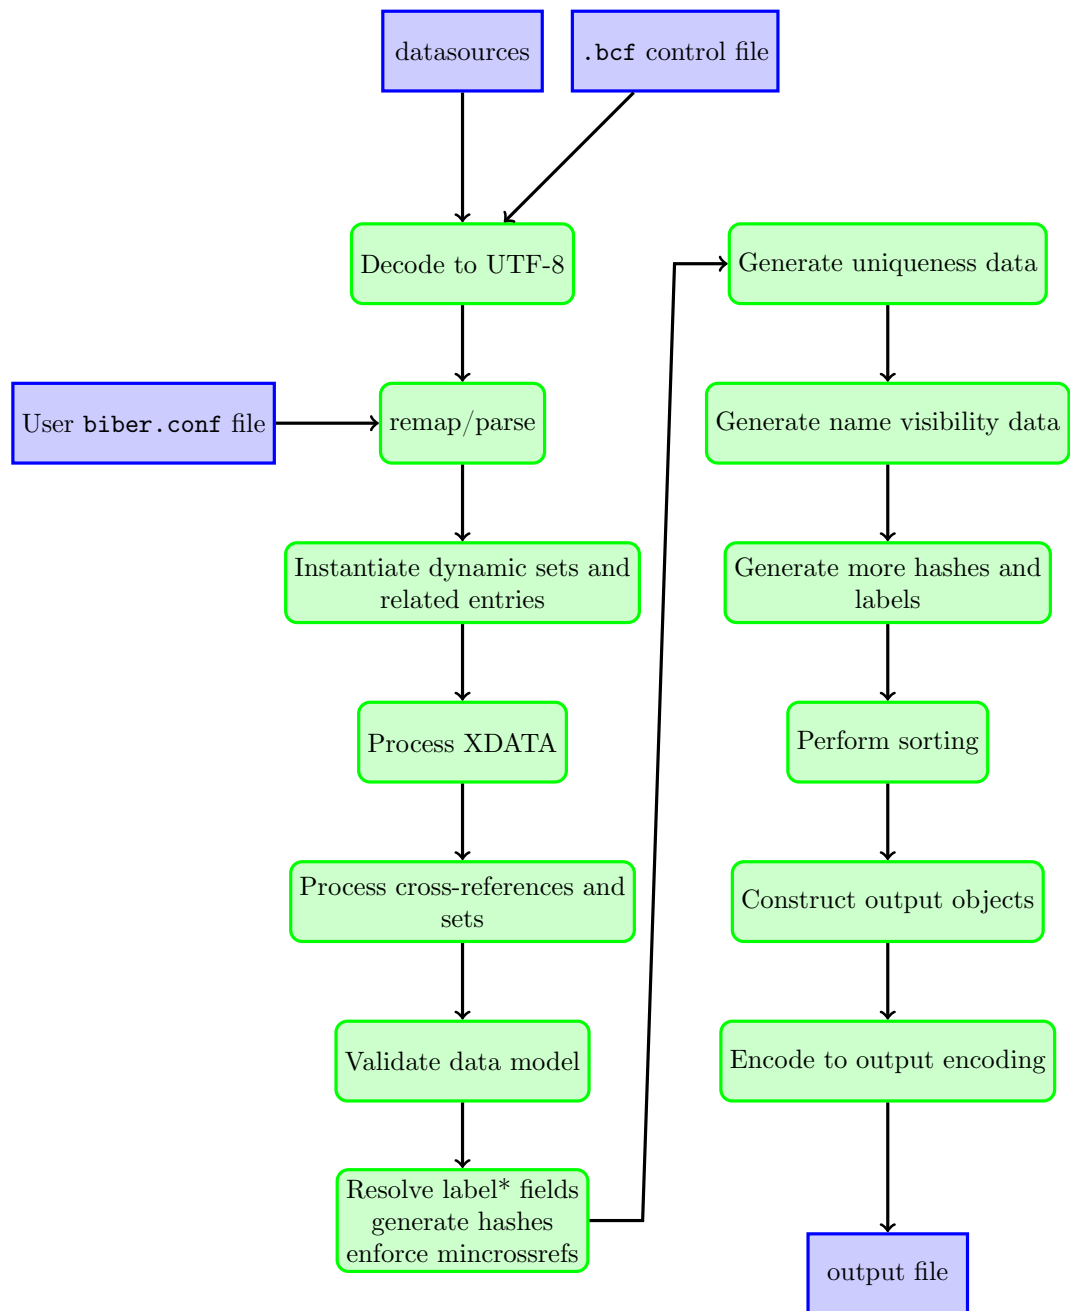 datasources
.bcf control file
Decode to UTF-8
User biber.conf file
remap/parse
Instantiate dynamic sets and
related entries
Process XDATA
Process cross-references and
sets
Validate data model
Resolve label* fields
generate hashes
enforce mincrossrefs
Generate uniqueness data
Generate name visibility data
Generate more hashes and
labels
Perform sorting
Construct output objects
Encode to output encoding
output file